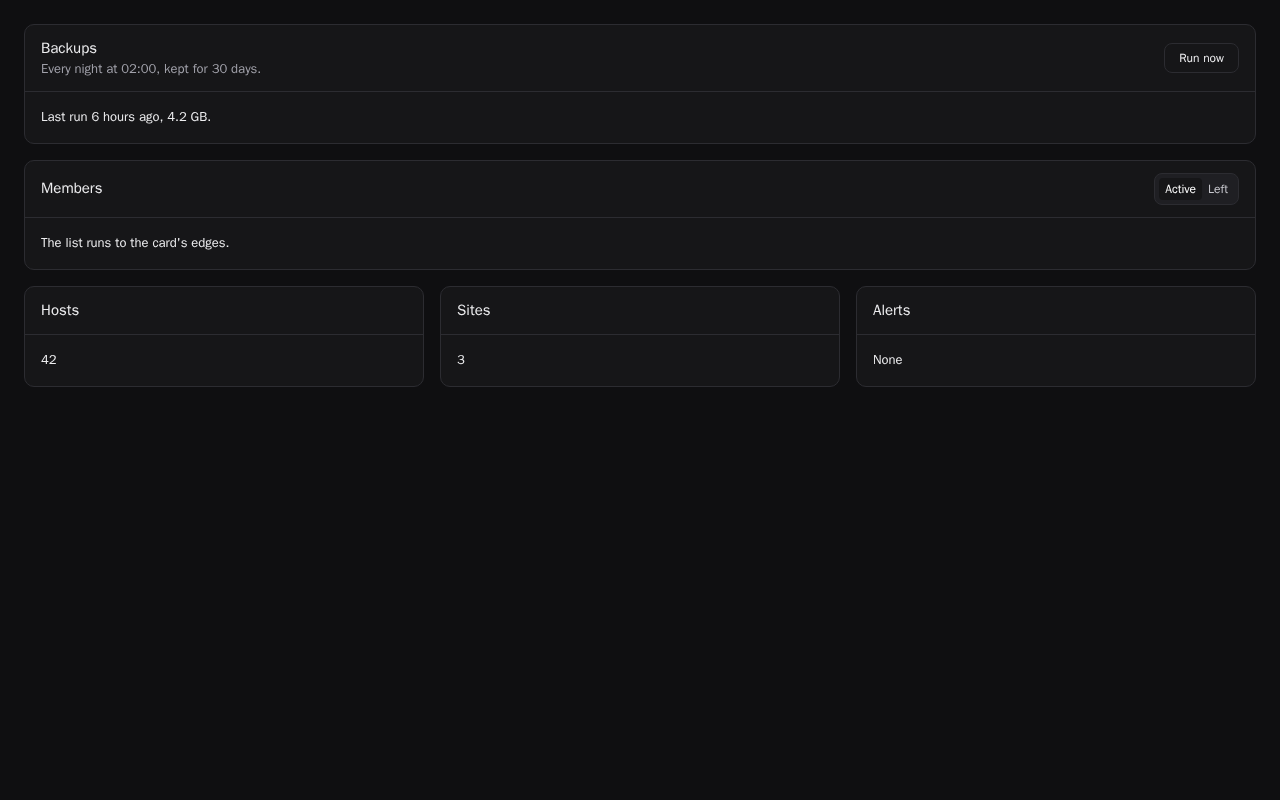 Backups
Every night at 02:00, kept for 30 days.
Run now
Last run 6 hours ago, 4.2 GB.
Members
Active Left
The list runs to the card's edges.
Hosts
42
Sites
3
Alerts
None